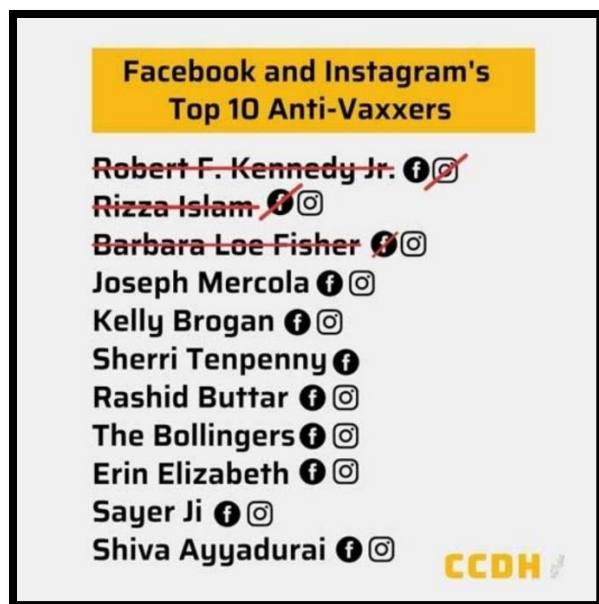 Facebook and Instagram's
Top 10 Anti-Vaxxers
Robert F. Kennedy Jr.
Rizza Islam
Barbara Loe Fisher
Joseph Mercola
Kelly Brogan
Sherri Tenpenny
Rashid Buttar
The Bollingers
Erin Elizabeth
Sayer Ji
Shiva Ayyadurai
CCDH